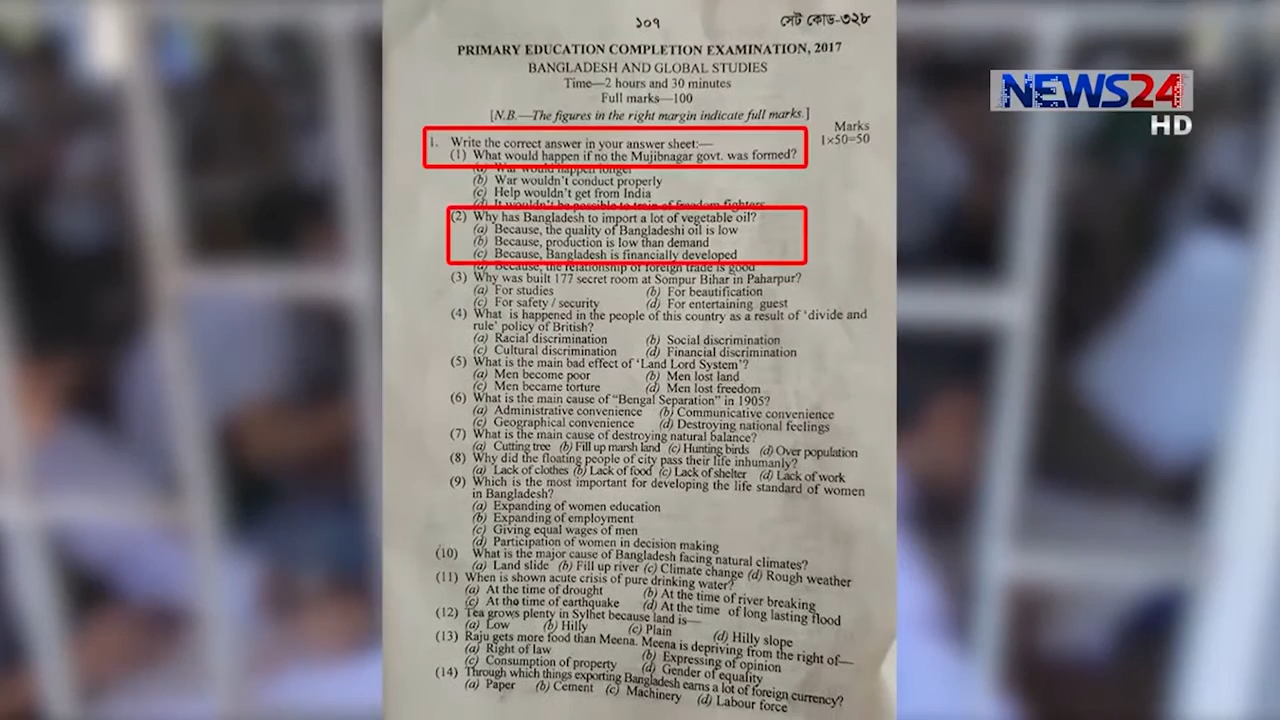 ১০৭ সেট কোড-৩২৮
PRIMARY EDUCATION COMPLETION EXAMINATION, 2017
BANGLADESH AND GLOBAL STUDIES
Time—2 hours and 30 minutes
Full marks—100
[N.B.—The figures in the right margin indicate full marks.]
Marks
1. Write the correct answer in your answer sheet:— 1×50=50
(1) What would happen if no the Mujibnagar govt. was formed?
(a) War would happen longer
(b) War wouldn't conduct properly
(c) Help wouldn't get from India
(d) It wouldn't be possible to train of freedom fighters
(2) Why has Bangladesh to import a lot of vegetable oil?
(a) Because, the quality of Bangladeshi oil is low
(b) Because, production is low than demand
(c) Because, Bangladesh is financially developed
(d) Because, the relationship of foreign trade is good
(3) Why was built 177 secret room at Sompur Bihar in Paharpur?
(a) For studies (b) For beautification
(c) For safety / security (d) For entertaining guest
(4) What is happened in the people of this country as a result of 'divide and
rule' policy of British?
(a) Racial discrimination (b) Social discrimination
(c) Cultural discrimination (d) Financial discrimination
(5) What is the main bad effect of 'Land Lord System'?
(a) Men become poor (b) Men lost land
(c) Men became torture (d) Men lost freedom
(6) What is the main cause of "Bengal Separation" in 1905?
(a) Administrative convenience (b) Communicative convenience
(c) Geographical convenience (d) Destroying national feelings
(7) What is the main cause of destroying natural balance?
(a) Cutting tree (b) Fill up marsh land (c) Hunting birds (d) Over population
(8) Why did the floating people of city pass their life inhumanly?
(a) Lack of clothes (b) Lack of food (c) Lack of shelter (d) Lack of work
(9) Which is the most important for developing the life standard of women
in Bangladesh?
(a) Expanding of women education
(b) Expanding of employment
(c) Giving equal wages of men
(d) Participation of women in decision making
(10) What is the major cause of Bangladesh facing natural climates?
(a) Land slide (b) Fill up river (c) Climate change (d) Rough weather
(11) When is shown acute crisis of pure drinking water?
(a) At the time of drought (b) At the time of river breaking
(c) At the time of earthquake (d) At the time of long lasting flood
(12) Tea grows plenty in Sylhet because land is—
(a) Low (b) Hilly (c) Plain (d) Hilly slope
(13) Raju gets more food than Meena. Meena is depriving from the right of—
(a) Right of law (b) Expressing of opinion
(c) Consumption of property (d) Gender of equality
(14) Through which things exporting Bangladesh earns a lot of foreign currency?
(a) Paper (b) Cement (c) Machinery (d) Labour force
NEWS24
HD